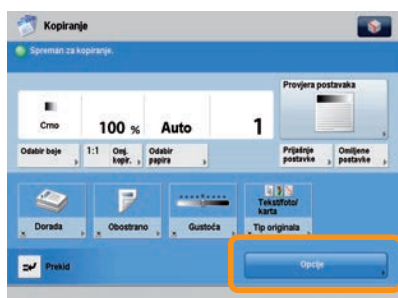 Kopiranje
Spreman za kopiranje.
Provjera postavaka
Crno
100 %
Auto
1
Odabir boje
1:1
Omj. kopir.
Odabir papira
Prijašnje postavke
Omiljene postavke
Dorada
Obostrano
Gustoća
Tekst/foto/
karta
Tip originala
Prekid
Opcije